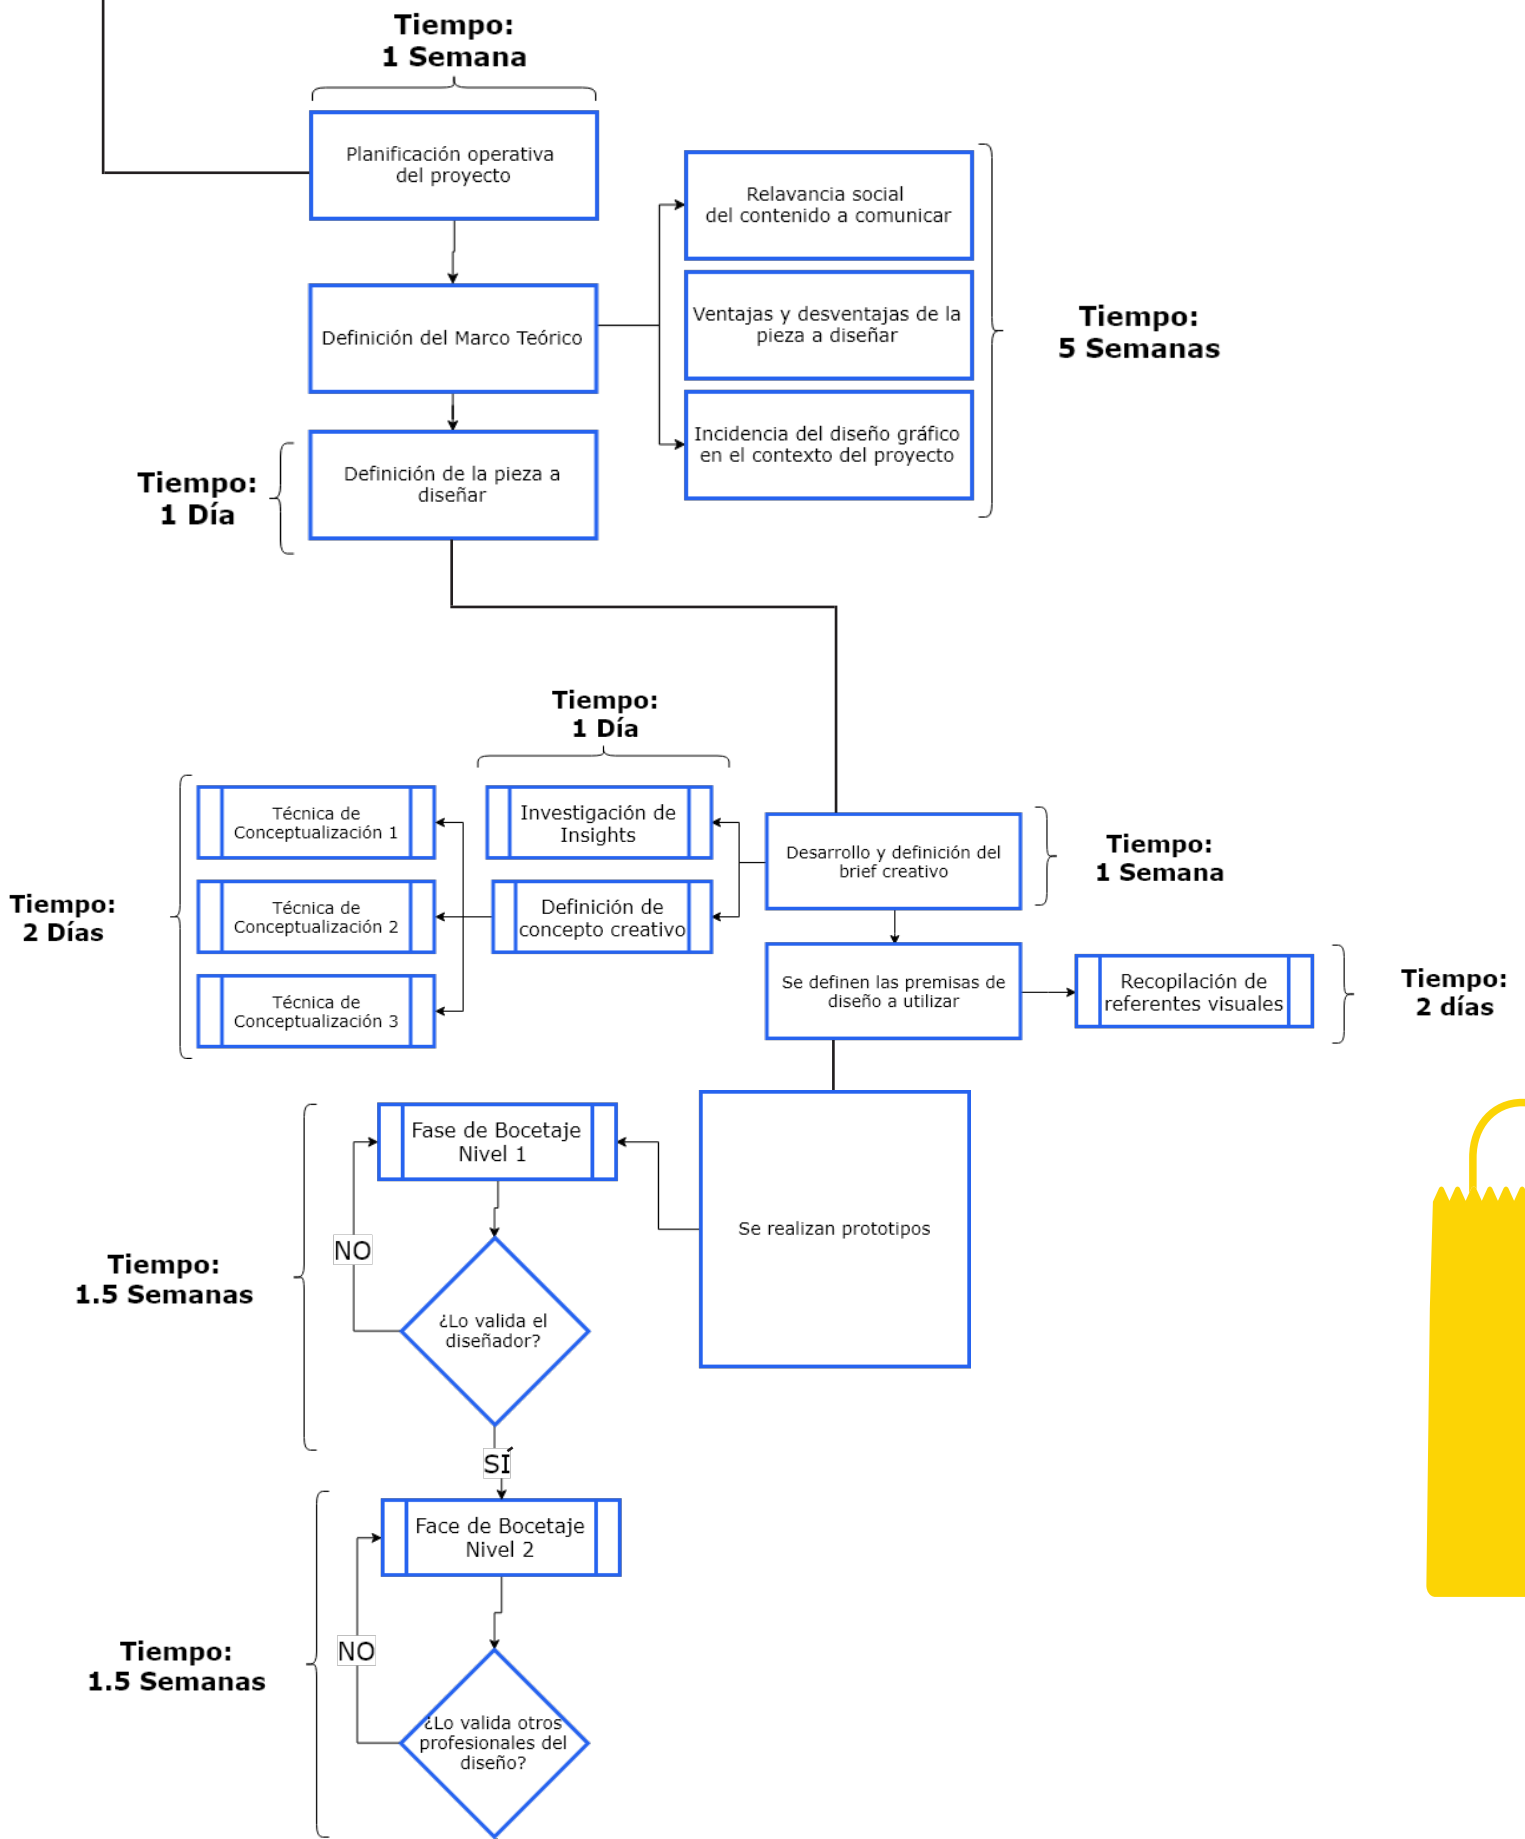 Tiempo:
1 Semana
Planificación operativa
del proyecto
Relavancia social
del contenido a comunicar
Definición del Marco Teórico
Ventajas y desventajas de la
pieza a diseñar
Tiempo:
5 Semanas
Incidencia del diseño gráfico
en el contexto del proyecto
Tiempo:
1 Día
Definición de la pieza a
diseñar
Tiempo:
1 Día
Técnica de
Conceptualización 1
Investigación de
Insights
Desarrollo y definición del
brief creativo
Tiempo:
1 Semana
Tiempo:
2 Días
Técnica de
Conceptualización 2
Definición de
concepto creativo
Técnica de
Conceptualización 3
Se definen las premisas de
diseño a utilizar
Recopilación de
referentes visuales
Tiempo:
2 días
Fase de Bocetaje
Nivel 1
Se realizan prototipos
NO
Tiempo:
1.5 Semanas
¿Lo valida el
diseñador?
SÍ
Face de Bocetaje
Nivel 2
NO
Tiempo:
1.5 Semanas
¿Lo valida otros
profesionales del
diseño?